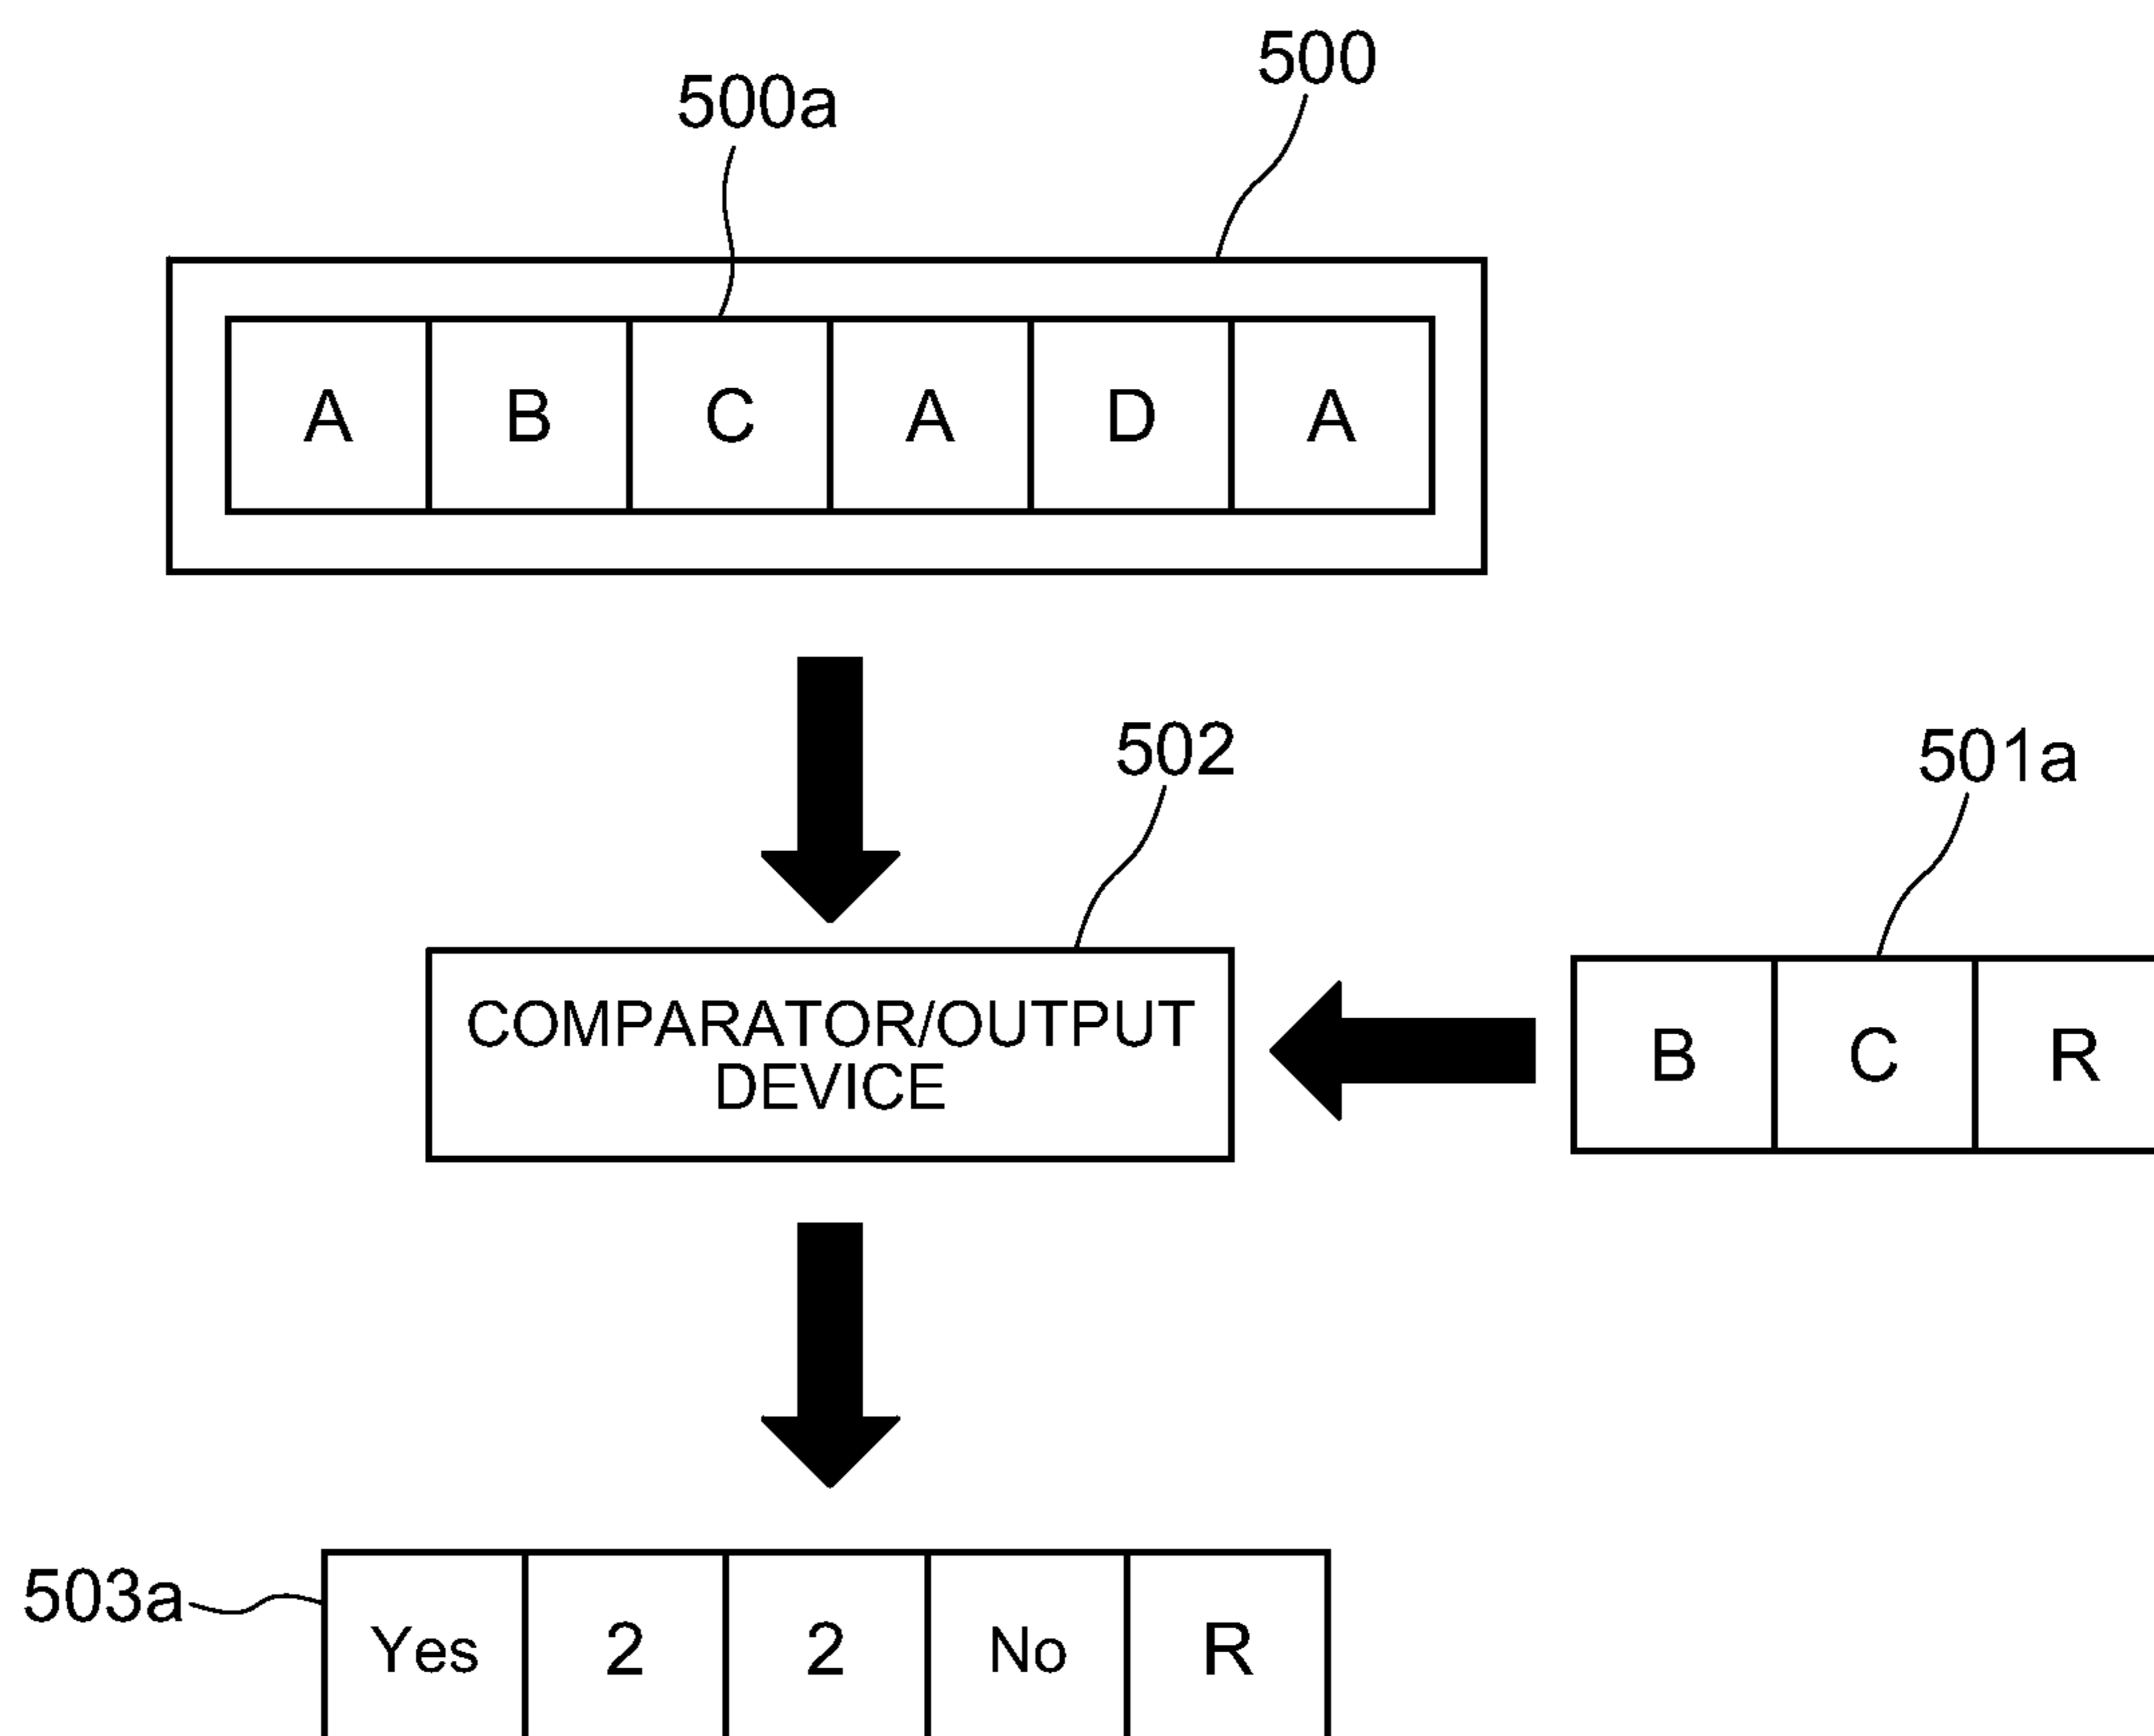 500
500a
A B C A D A
502
501a
COMPARATOR/OUTPUT
DEVICE
B C R
503a
Yes 2 2 No R